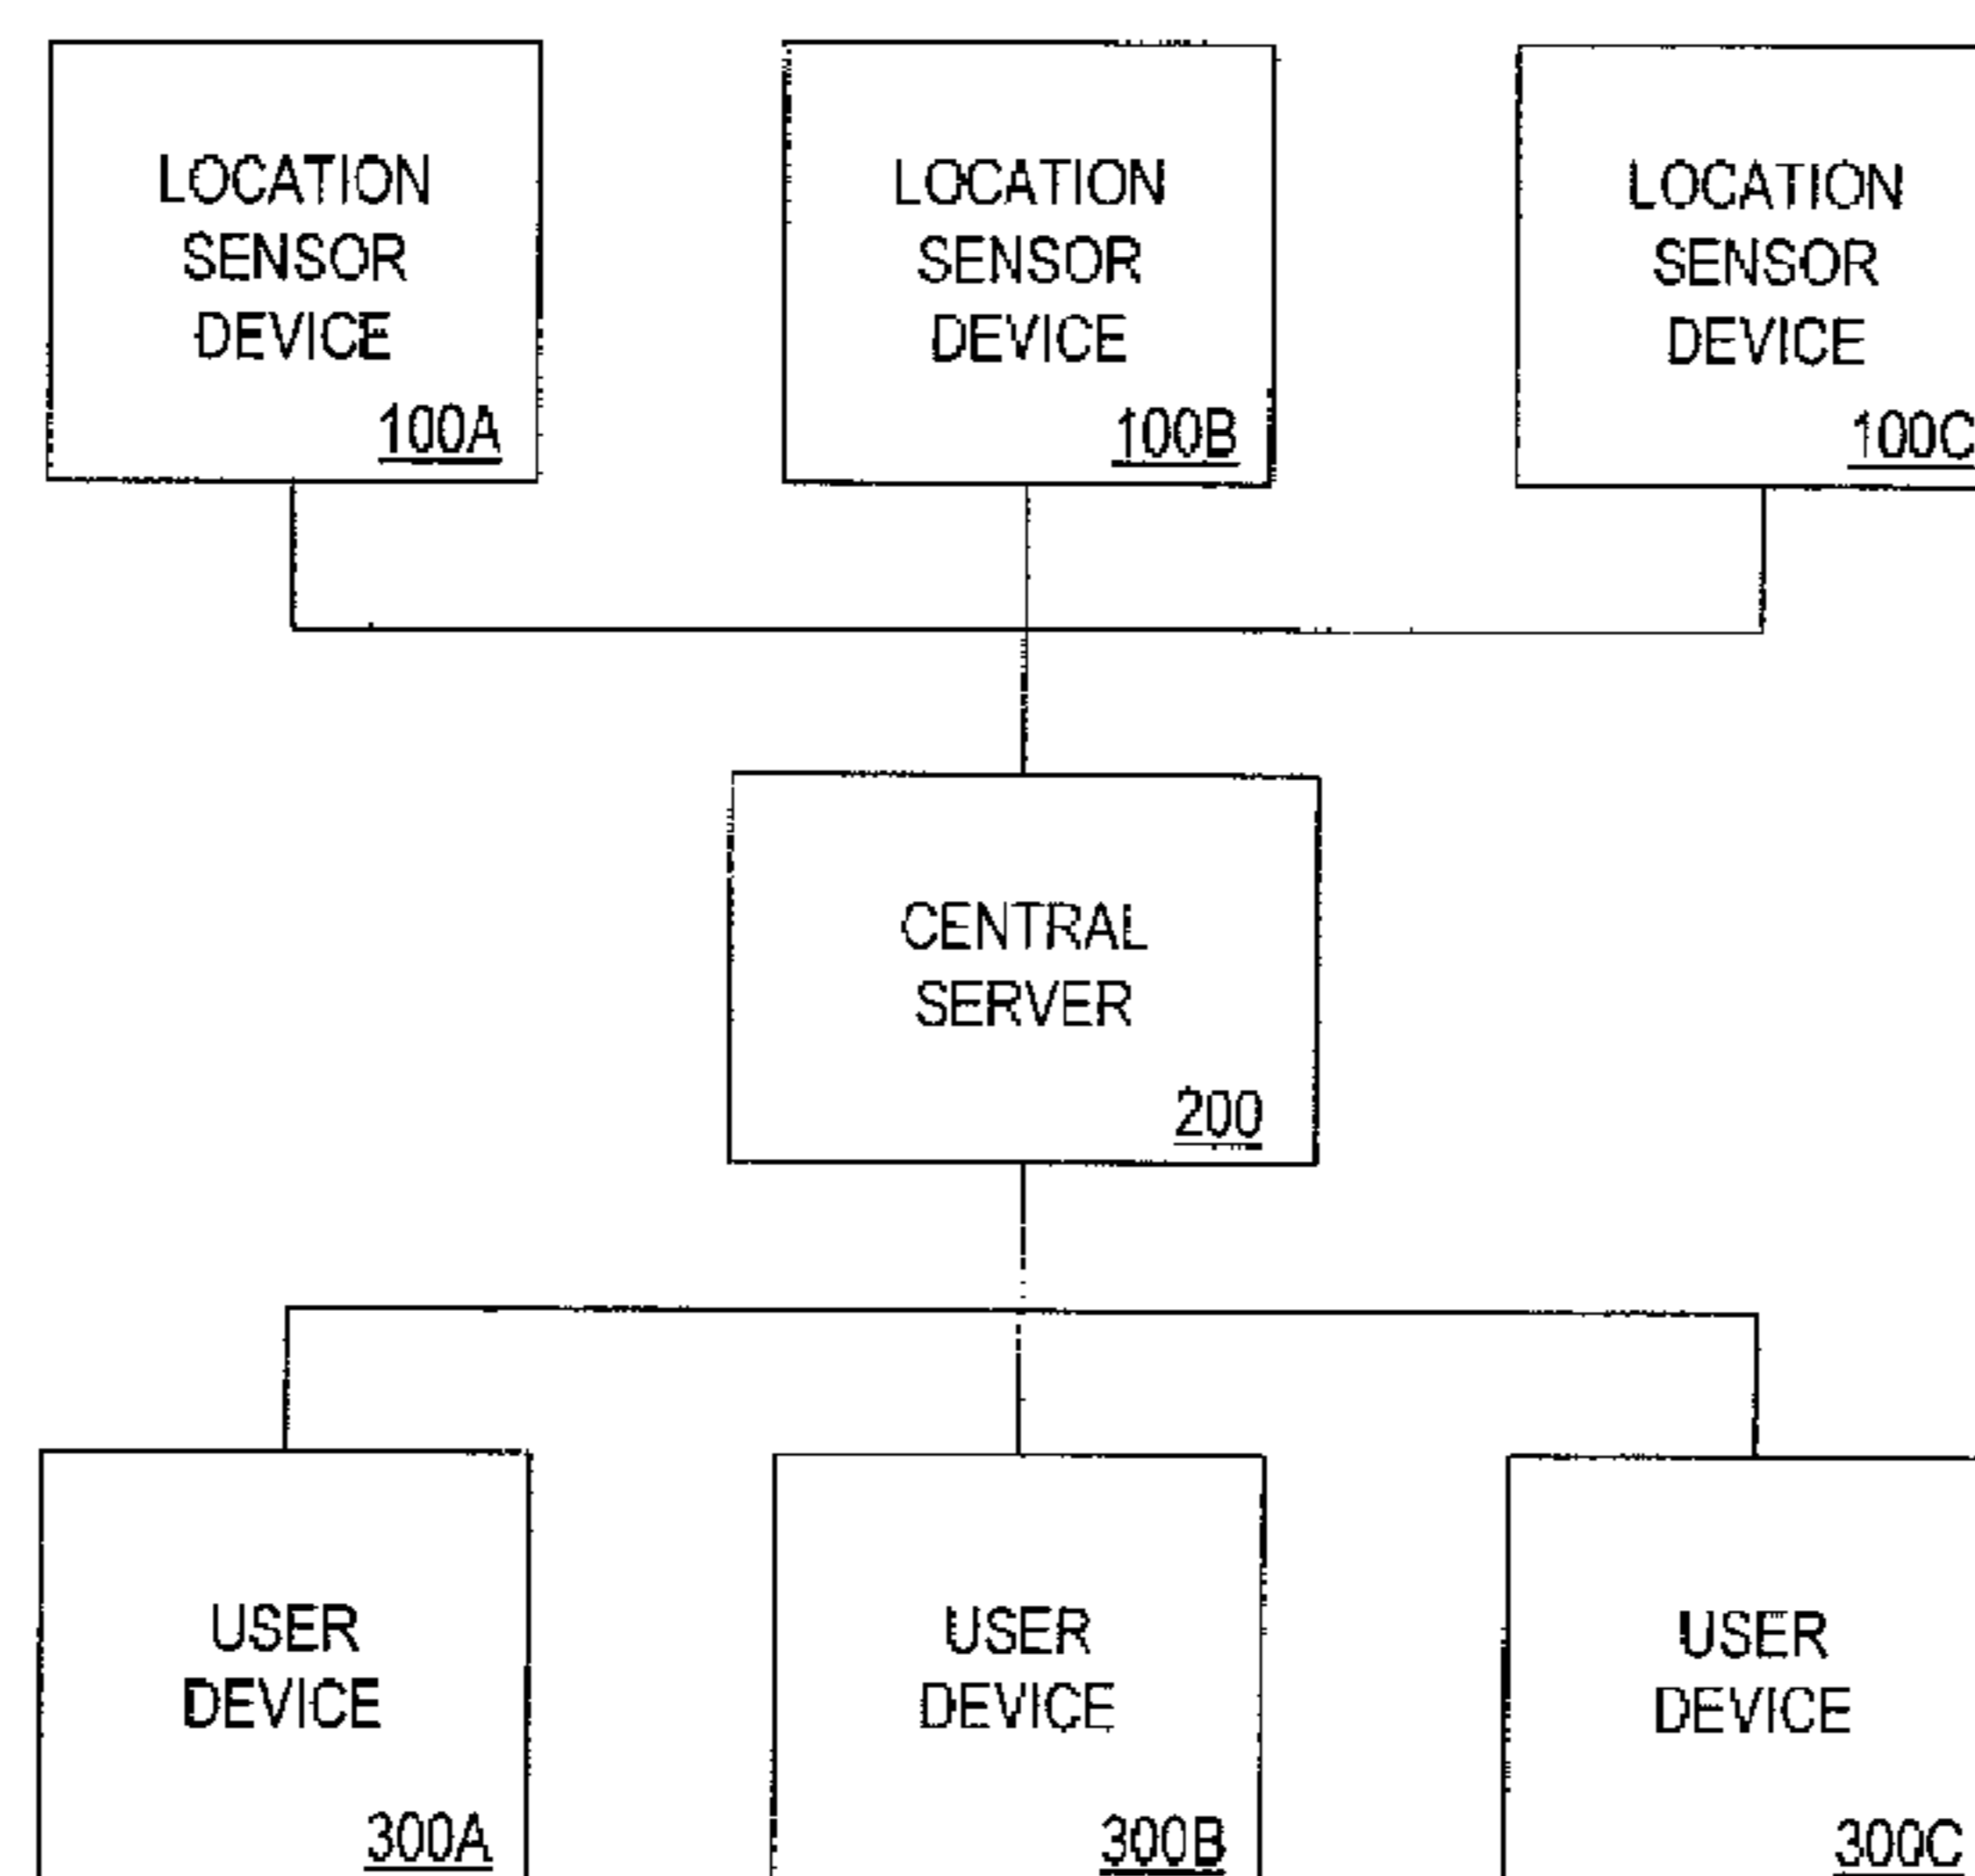 LOCATION
SENSOR
DEVICE
100A
LOCATION
SENSOR
DEVICE
100B
LOCATION
SENSOR
DEVICE
100C
CENTRAL
SERVER
200
USER
DEVICE
300A
USER
DEVICE
300B
USER
DEVICE
300C